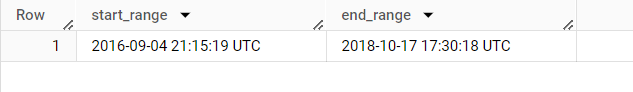 Row start_range end_range
1 2016-09-04 21:15:19 UTC 2018-10-17 17:30:18 UTC